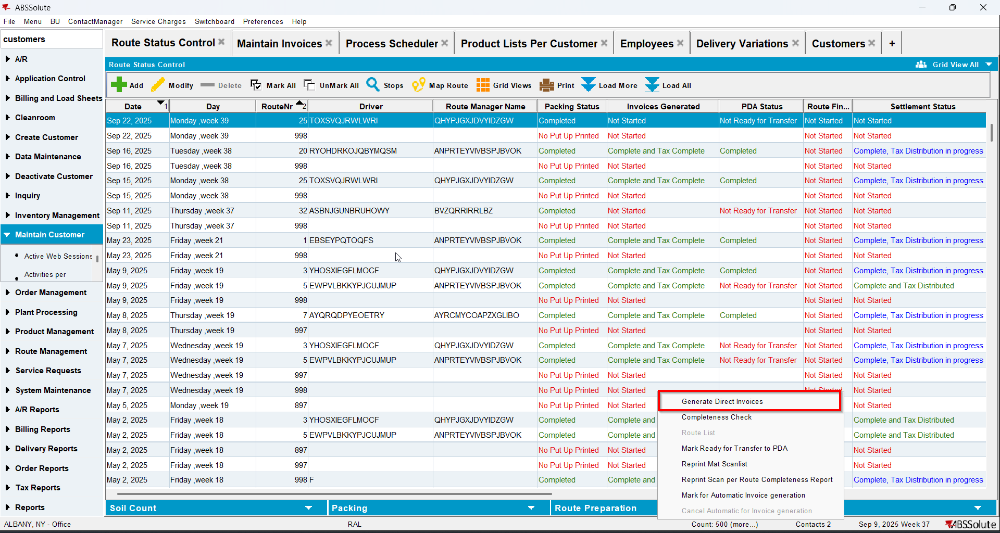 ABSSolute
File Menu BU ContactManager Service Charges Switchboard Preferences Help
customers
Route Status Control Maintain Invoices Process Scheduler Product Lists Per Customer Employees Delivery Variations Customers +
Route Status Control Grid View All
Add Modify Delete Mark All UnMark All Stops Map Route Grid Views Print Load More Load All
A/R
Application Control
Billing and Load Sheets
Cleanroom
Create Customer
Data Maintenance
Deactivate Customer
Inquiry
Inventory Management
Maintain Customer
Active Web Sessions
Activities per
Order Management
Plant Processing
Product Management
Route Management
Service Requests
System Maintenance
A/R Reports
Billing Reports
Delivery Reports
Order Reports
Tax Reports
Reports
Date 1 Day RouteNr 2 Driver Route Manager Name Packing Status Invoices Generated PDA Status Route Fin... Settlement Status
Sep 22, 2025 Monday ,week 39 25 TOXSVQJRWLWRI QHYPJGXJDVYIDZGW Completed Not Started Not Ready for Transfer Not Started Not Started
Sep 22, 2025 Monday ,week 39 998 No Put Up Printed Not Started Not Started Not Started
Sep 16, 2025 Tuesday ,week 38 20 RYOHDRKOJQBYMQSM ANPRTEYVIVBSPJBVOK Completed Complete and Tax Complete Completed Not Started Complete, Tax Distribution in progress
Sep 16, 2025 Tuesday ,week 38 998 No Put Up Printed Not Started Not Started Not Started
Sep 15, 2025 Monday ,week 38 25 TOXSVQJRWLWRI QHYPJGXJDVYIDZGW Completed Complete and Tax Complete Completed Not Started Complete, Tax Distribution in progress
Sep 15, 2025 Monday ,week 38 998 No Put Up Printed Not Started Not Started Not Started
Sep 11, 2025 Thursday ,week 37 32 ASBNJGUNBRUHOWY BVZQRRIRRLBZ Completed Not Started Not Ready for Transfer Not Started Not Started
Sep 11, 2025 Thursday ,week 37 998 No Put Up Printed Not Started Not Started Not Started
May 23, 2025 Friday ,week 21 1 EBSEYPQTOQFS ANPRTEYVIVBSPJBVOK Completed Complete and Tax Complete Completed Not Started Complete, Tax Distribution in progress
May 23, 2025 Friday ,week 21 998 No Put Up Printed Not Started Not Started Not Started
May 9, 2025 Friday ,week 19 3 YHOSXIEGFLMOCF QHYPJGXJDVYIDZGW Completed Complete and Tax Complete Completed Not Started Complete, Tax Distribution in progress
May 9, 2025 Friday ,week 19 5 EWPVLBKKYPJCUJMUP ANPRTEYVIVBSPJBVOK Completed Complete and Tax Complete Not Ready for Transfer Not Started Complete and Tax Distributed
May 9, 2025 Friday ,week 19 998 No Put Up Printed Not Started Not Started Not Started
May 8, 2025 Thursday ,week 19 7 AYQRQDPYEOETRY AYRCMYCOAPZXGLIBO Completed Complete and Tax Complete Completed Not Started Complete, Tax Distribution in progress
May 8, 2025 Thursday ,week 19 997 No Put Up Printed Not Started Not Started Not Started
May 7, 2025 Wednesday ,week 19 3 YHOSXIEGFLMOCF QHYPJGXJDVYIDZGW Completed Complete and Tax Complete Not Ready for Transfer Not Started Complete, Tax Distribution in progress
May 7, 2025 Wednesday ,week 19 5 EWPVLBKKYPJCUJMUP ANPRTEYVIVBSPJBVOK Completed Complete and Tax Complete Not Ready for Transfer Not Started Complete, Tax Distribution in progress
May 7, 2025 Wednesday ,week 19 997 No Put Up Printed Not Started Not Started Not Started
May 7, 2025 Wednesday ,week 19 998 No Put Up Printed Not Started Not Started Not Started
May 5, 2025 Monday ,week 19 897 No Put Up Printed Not Started Not Started
May 2, 2025 Friday ,week 18 3 YHOSXIEGFLMOCF QHYPJGXJDVYIDZGW Completed Complete and Complete and Tax Distributed
May 2, 2025 Friday ,week 18 5 EWPVLBKKYPJCUJMUP ANPRTEYVIVBSPJBVOK Completed Complete and Complete and Tax Distributed
May 2, 2025 Friday ,week 18 897 No Put Up Printed Not Started Not Started
May 2, 2025 Friday ,week 18 997 No Put Up Printed Not Started Not Started
May 2, 2025 Friday ,week 18 998 F Completed Complete and Complete, Tax Distribution in progress
Generate Direct Invoices
Completeness Check
Route List
Mark Ready for Transfer to PDA
Reprint Mat Scanlist
Reprint Scan per Route Completeness Report
Mark for Automatic Invoice generation
Cancel Automatic for Invoice generation
Soil Count Packing Route Preparation
ALBANY, NY - Office RAL Count: 500 (more...) Contacts 2 Sep 9, 2025 Week 37 ABSSolute